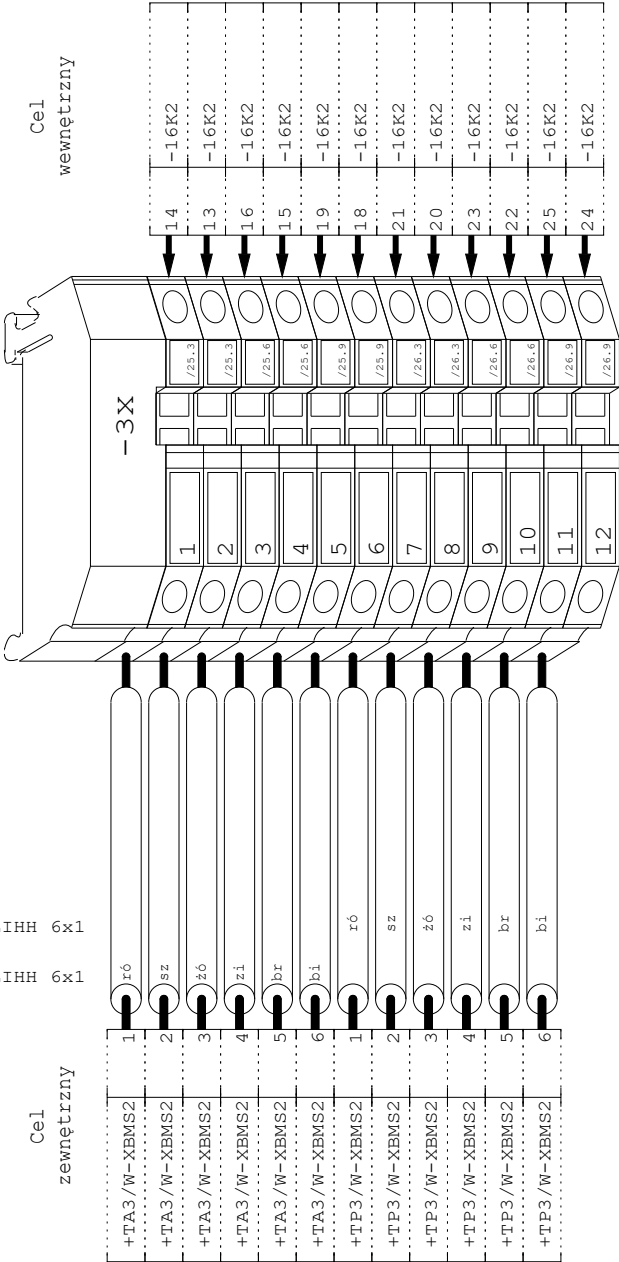 Cel
wewnętrzny
-16K2
-16K2
-16K2
-16K2
-16K2
-16K2
-16K2
-16K2
-16K2
-16K2
-16K2
-16K2
14
13
16
15
19
18
21
20
23
22
25
24
-3X
/25.3
/25.3
/25.6
/25.6
/25.9
/25.9
/26.3
/26.3
/26.6
/26.6
/26.9
/26.9
1
2
3
4
5
6
7
8
9
10
11
12
IHH 6x1
ró
sz
żó
zi
br
bi
IHH 6x1
ró
sz
żó
zi
br
bi
Cel
zewnętrzny
1
2
3
4
5
6
1
2
3
4
5
6
+TA3/W-XBMS2
+TA3/W-XBMS2
+TA3/W-XBMS2
+TA3/W-XBMS2
+TA3/W-XBMS2
+TA3/W-XBMS2
+TP3/W-XBMS2
+TP3/W-XBMS2
+TP3/W-XBMS2
+TP3/W-XBMS2
+TP3/W-XBMS2
+TP3/W-XBMS2